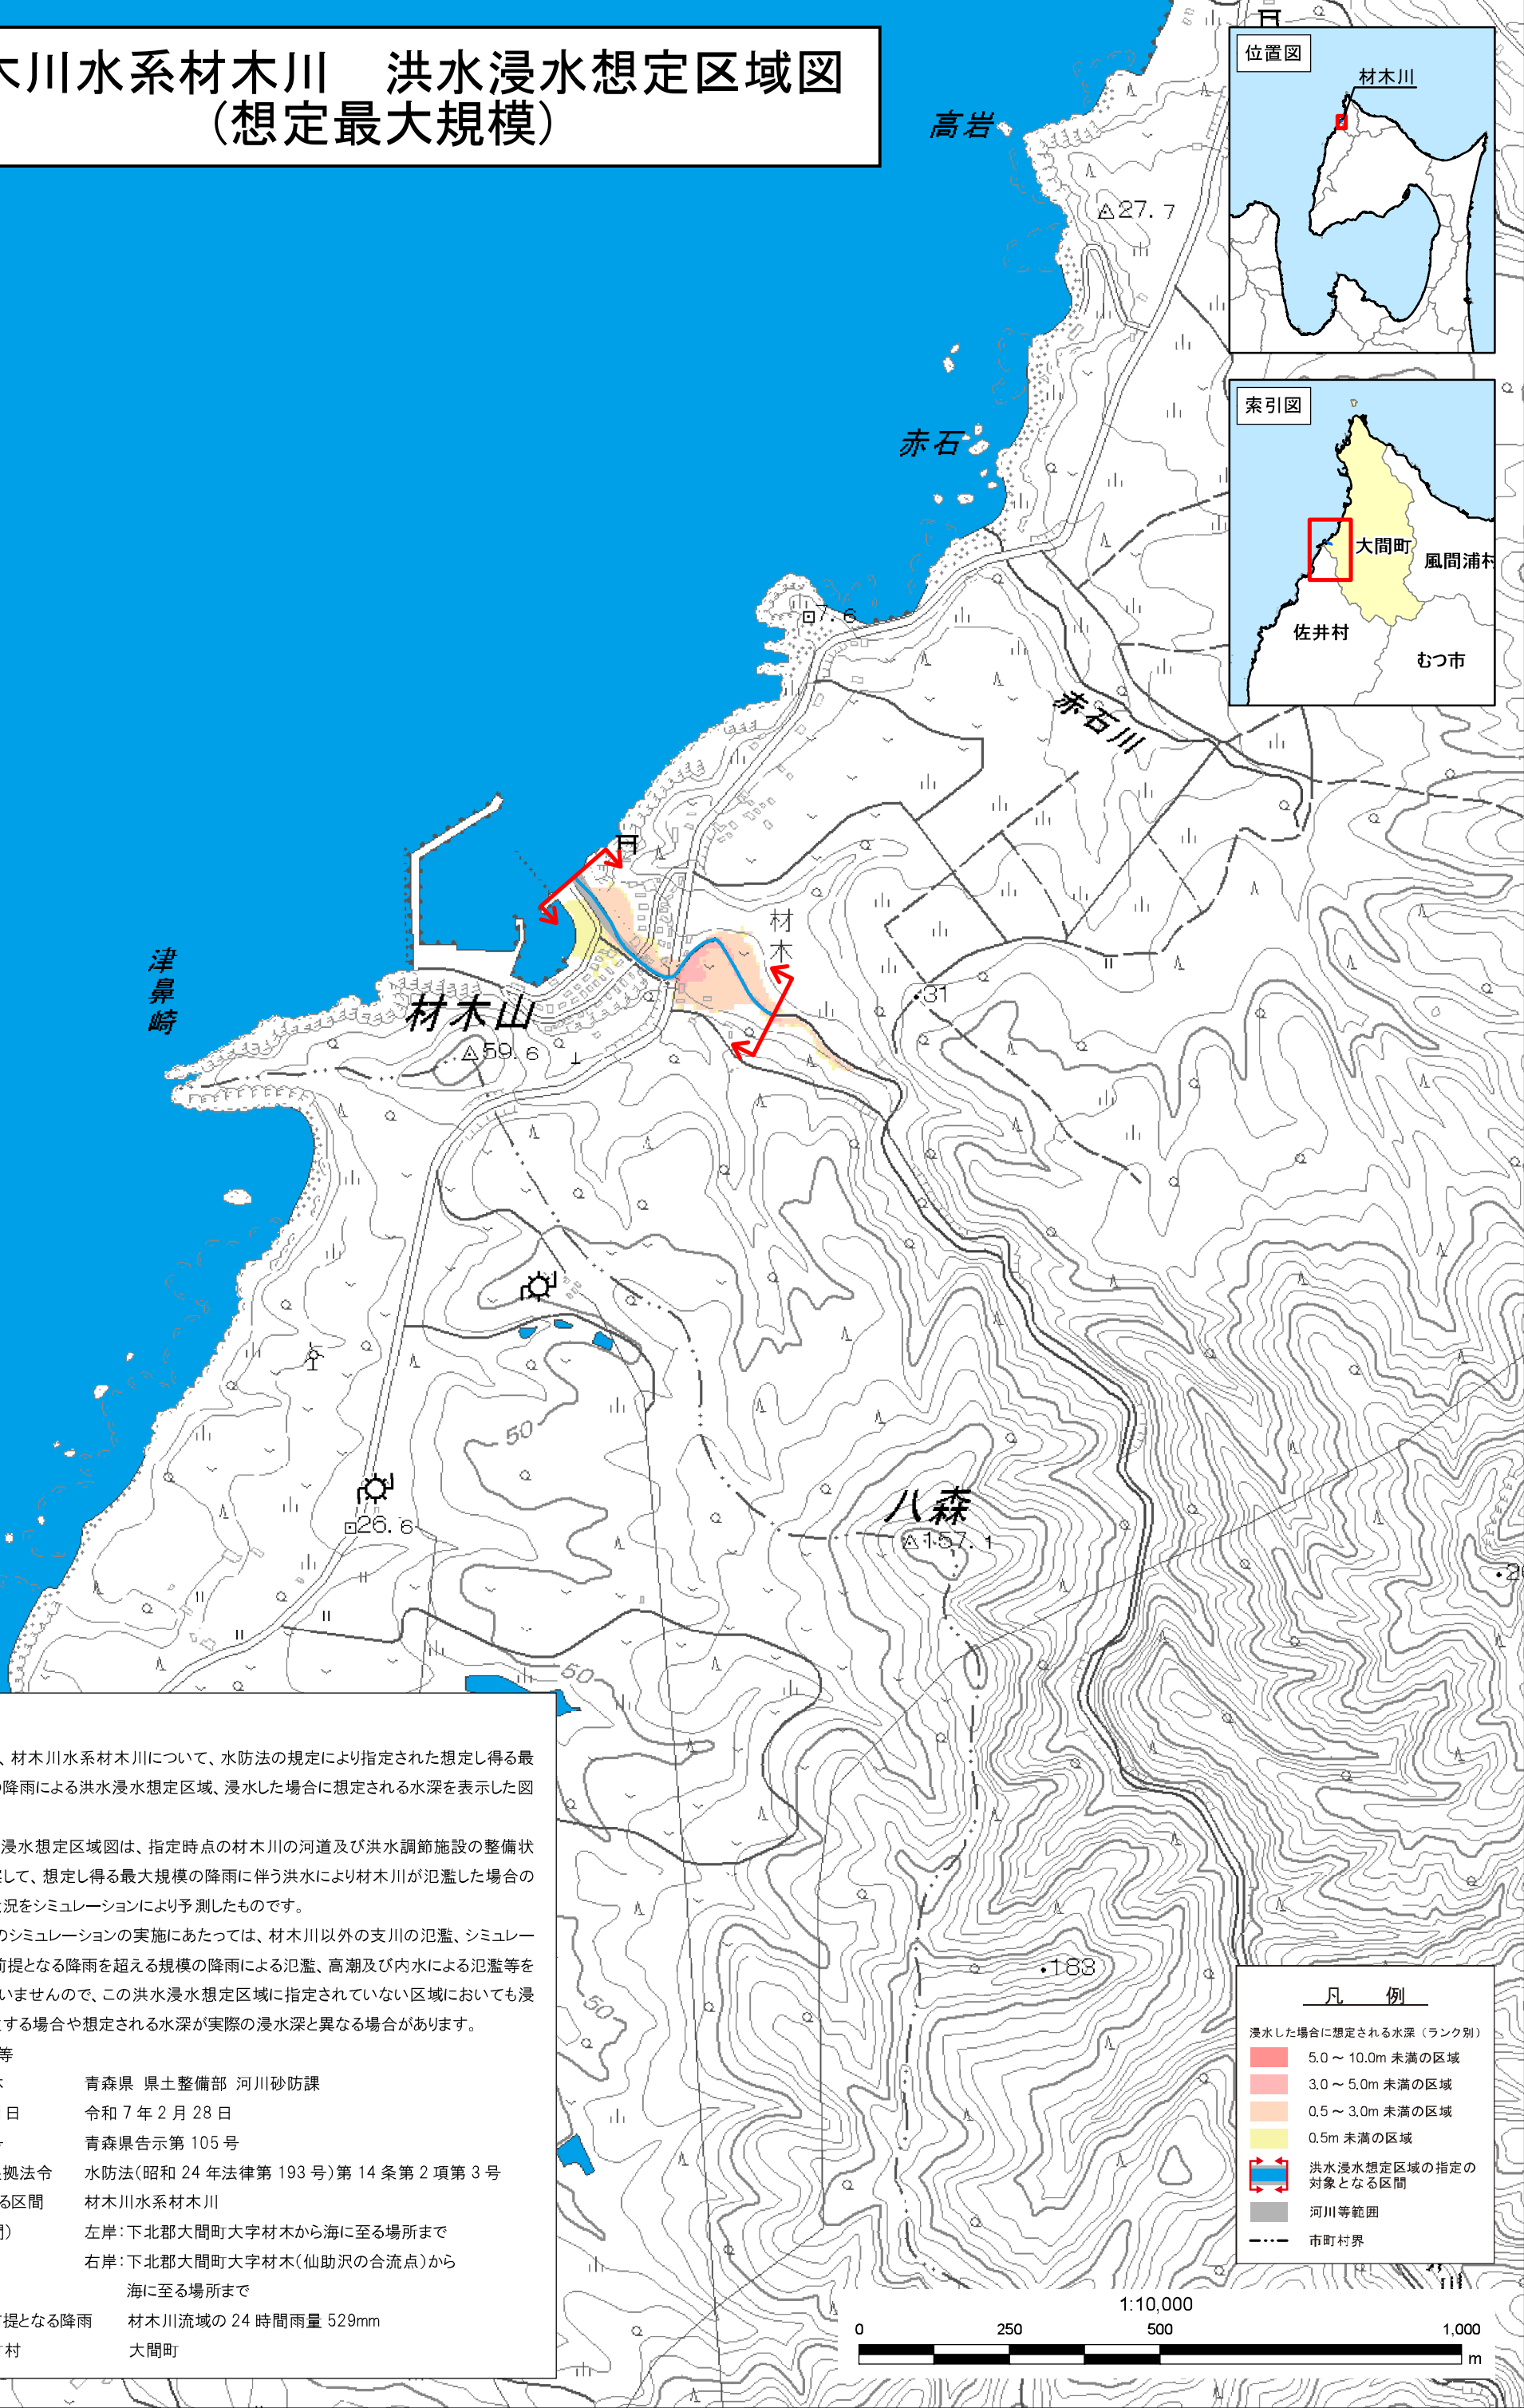 木川水系材木川　洪水浸水想定区域図
(想定最大規模)
位置図
材木川
高岩
27.7
索引図
大間町
風間浦村
佐井村
むつ市
赤石
7.6
赤石川
材木
31
津鼻崎
材木山
59.6
50
八森
157.1
26.6
50
50
183
、材木川水系材木川について、水防法の規定により指定された想定し得る最
降雨による洪水浸水想定区域、浸水した場合に想定される水深を表示した図
浸水想定区域図は、指定時点の材木川の河道及び洪水調節施設の整備状
して、想定し得る最大規模の降雨に伴う洪水により材木川が氾濫した場合の
況をシミュレーションにより予測したものです。
のシミュレーションの実施にあたっては、材木川以外の支川の氾濫、シミュレー
前提となる降雨を超える規模の降雨による氾濫、高潮及び内水による氾濫等を
いませんので、この洪水浸水想定区域に指定されていない区域においても浸
する場合や想定される水深が実際の浸水深と異なる場合があります。
等
青森県 県土整備部 河川砂防課
日 令和７年２月28日
青森県告示第105号
拠法令 水防法(昭和24年法律第193号)第14条第２項第３号
る区間 材木川水系材木川
間) 左岸：下北郡大間町大字材木から海に至る場所まで
右岸：下北郡大間町大字材木(仙助沢の合流点)から
海に至る場所まで
提となる降雨 材木川流域の24時間雨量529mm
村 大間町
凡　例
浸水した場合に想定される水深（ランク別）
5.0～10.0m未満の区域
3.0～5.0m未満の区域
0.5～3.0m未満の区域
0.5m未満の区域
洪水浸水想定区域の指定の
対象となる区間
河川等範囲
市町村界
1:10,000
0 250 500 1,000
m